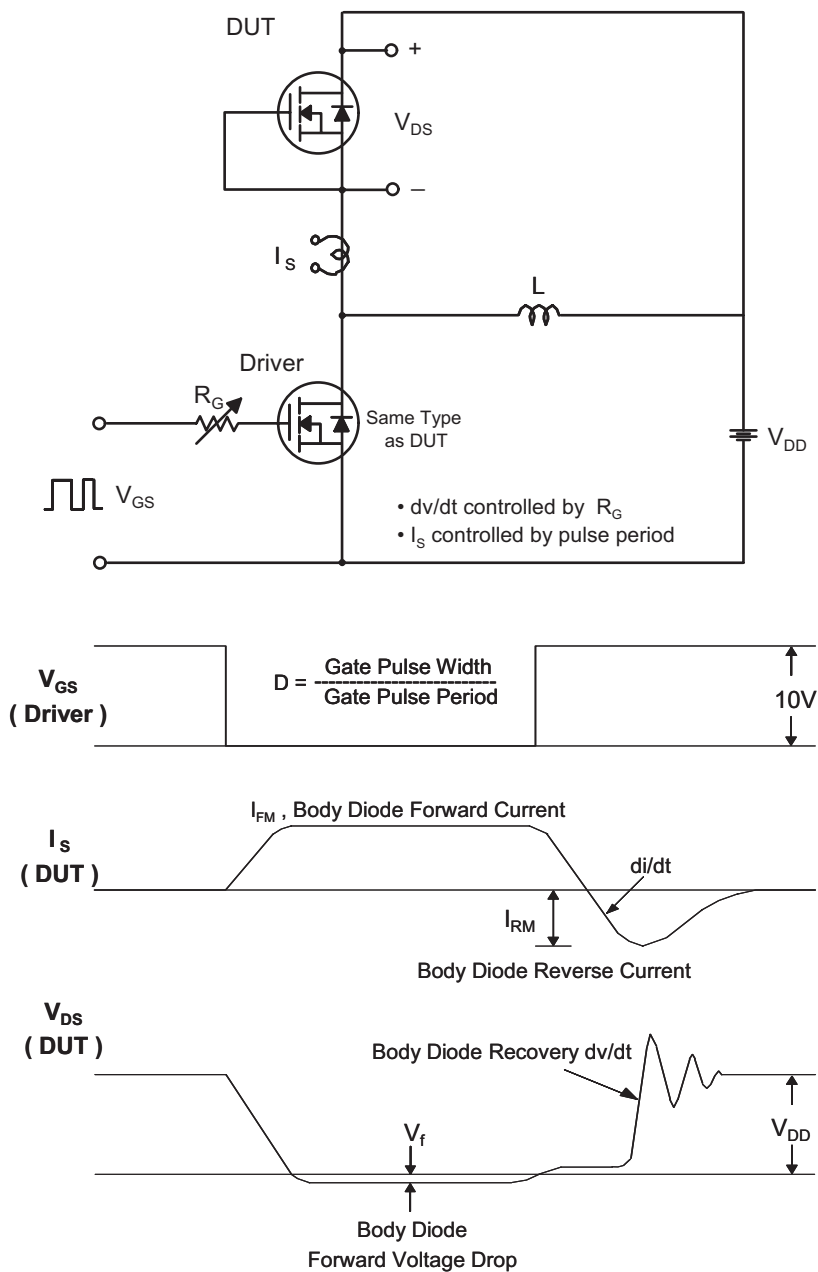 DUT
+
V_DS
–
I_S
L
Driver
R_G
Same Type
as DUT
V_DD
V_GS
• dv/dt controlled by R_G
• I_S controlled by pulse period
V_GS
( Driver )
D = Gate Pulse Width
Gate Pulse Period
10V
I_FM , Body Diode Forward Current
I_S
( DUT )
di/dt
I_RM
Body Diode Reverse Current
V_DS
( DUT )
Body Diode Recovery dv/dt
V_f
V_DD
Body Diode
Forward Voltage Drop